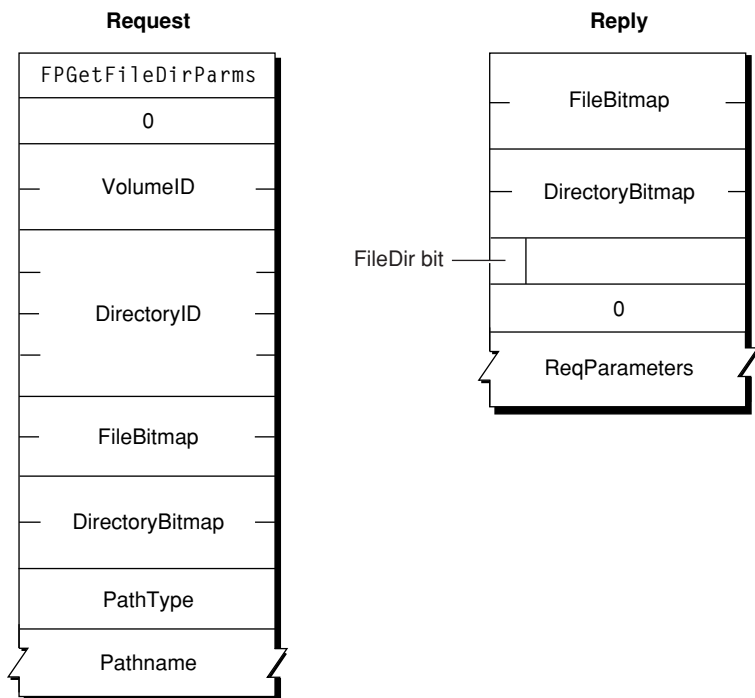 Request
FPGetFileDirParms
0
VolumeID
DirectoryID
FileBitmap
DirectoryBitmap
PathType
Pathname
Reply
FileBitmap
DirectoryBitmap
FileDir bit
0
ReqParameters